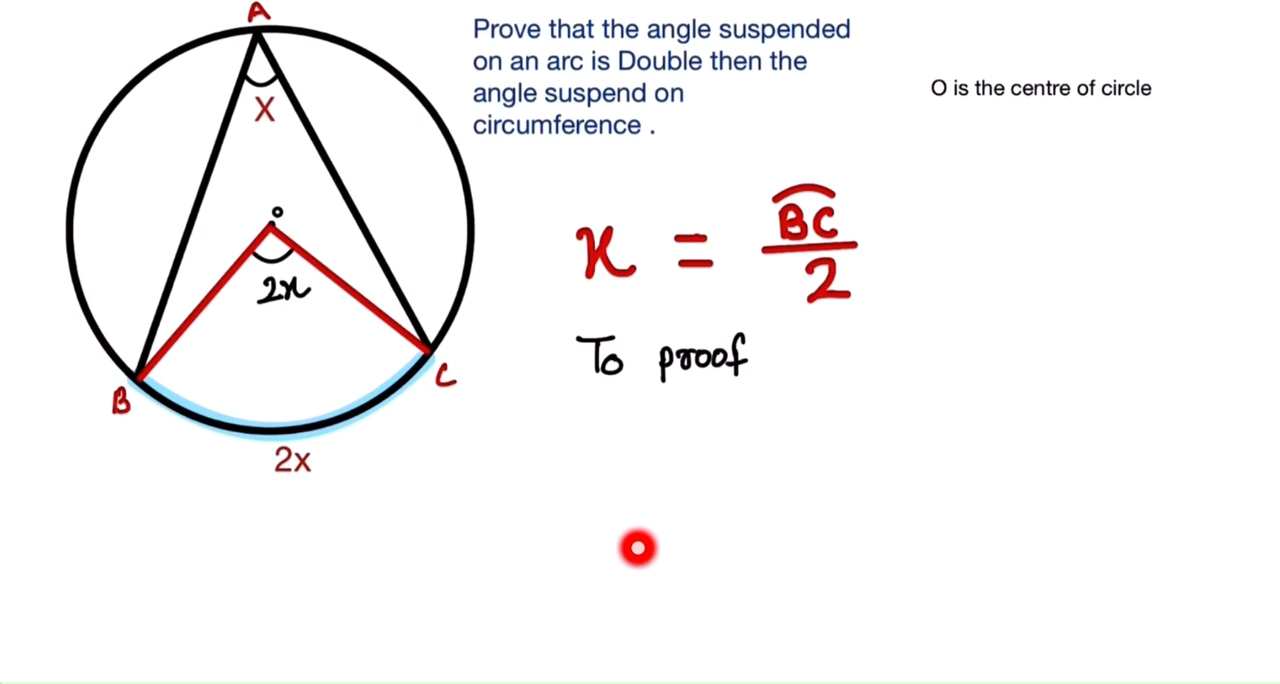 A
Prove that the angle suspended
on an arc is Double then the
angle suspend on
circumference .
O is the centre of circle
X
o
2x
x = BC/2
To proof
B
C
2x